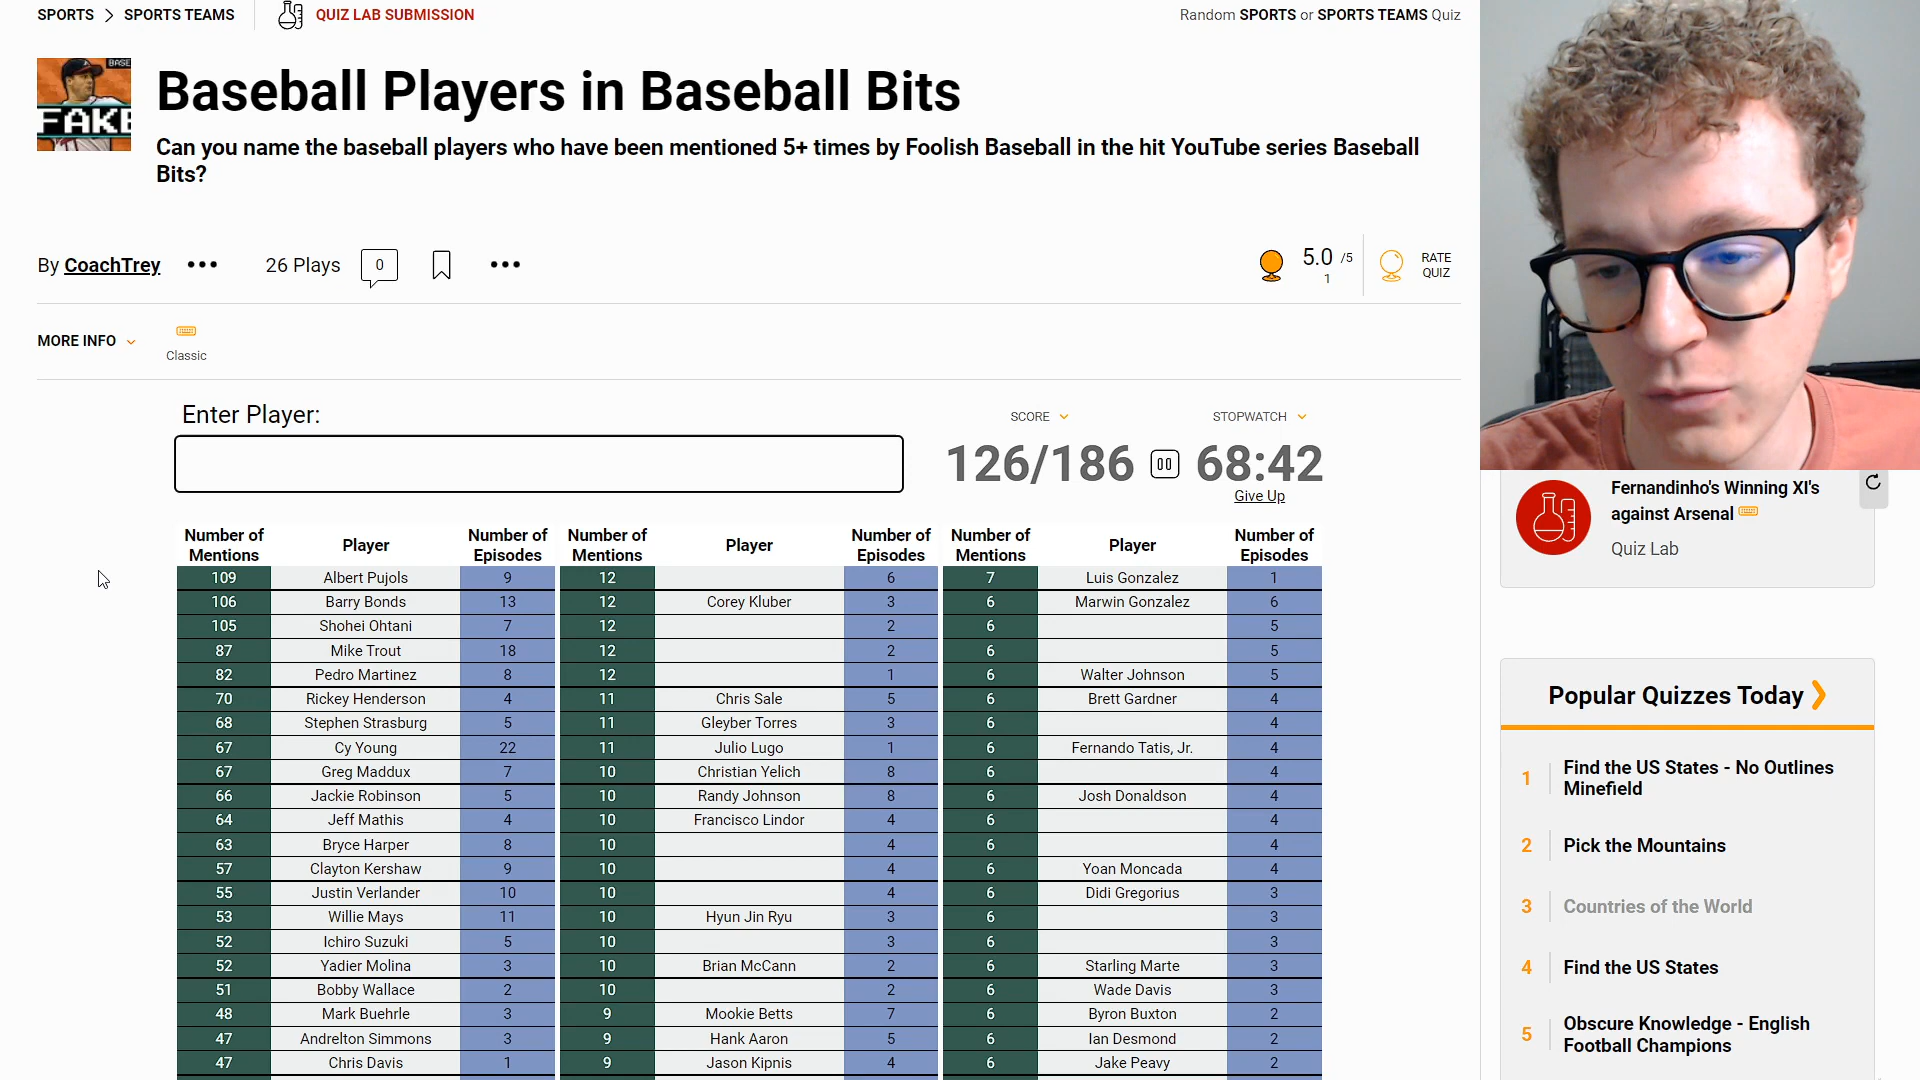 SPORTS > SPORTS TEAMS QUIZ LAB SUBMISSION Random SPORTS or SPORTS TEAMS Quiz
BASE
FAKE
Baseball Players in Baseball Bits
Can you name the baseball players who have been mentioned 5+ times by Foolish Baseball in the hit YouTube series Baseball
Bits?
By CoachTrey ••• 26 Plays 0 ••• 5.0 /5 1 RATE QUIZ
MORE INFO Classic
Enter Player: SCORE STOPWATCH
126/186 68:42
Give Up
Number of Mentions Player Number of Episodes Number of Mentions Player Number of Episodes Number of Mentions Player Number of Episodes
109 Albert Pujols 9 12 6 7 Luis Gonzalez 1
106 Barry Bonds 13 12 Corey Kluber 3 6 Marwin Gonzalez 6
105 Shohei Ohtani 7 12 2 6 5
87 Mike Trout 18 12 2 6 5
82 Pedro Martinez 8 12 1 6 Walter Johnson 5
70 Rickey Henderson 4 11 Chris Sale 5 6 Brett Gardner 4
68 Stephen Strasburg 5 11 Gleyber Torres 3 6 4
67 Cy Young 22 11 Julio Lugo 1 6 Fernando Tatis, Jr. 4
67 Greg Maddux 7 10 Christian Yelich 8 6 4
66 Jackie Robinson 5 10 Randy Johnson 8 6 Josh Donaldson 4
64 Jeff Mathis 4 10 Francisco Lindor 4 6 4
63 Bryce Harper 8 10 4 6 4
57 Clayton Kershaw 9 10 4 6 Yoan Moncada 4
55 Justin Verlander 10 10 4 6 Didi Gregorius 3
53 Willie Mays 11 10 Hyun Jin Ryu 3 6 3
52 Ichiro Suzuki 5 10 3 6 3
52 Yadier Molina 3 10 Brian McCann 2 6 Starling Marte 3
51 Bobby Wallace 2 10 2 6 Wade Davis 3
48 Mark Buehrle 3 9 Mookie Betts 7 6 Byron Buxton 2
47 Andrelton Simmons 3 9 Hank Aaron 5 6 Ian Desmond 2
47 Chris Davis 1 9 Jason Kipnis 4 6 Jake Peavy 2
Fernandinho's Winning XI's
against Arsenal
Quiz Lab
Popular Quizzes Today
1 Find the US States - No Outlines
Minefield
2 Pick the Mountains
3 Countries of the World
4 Find the US States
5 Obscure Knowledge - English
Football Champions